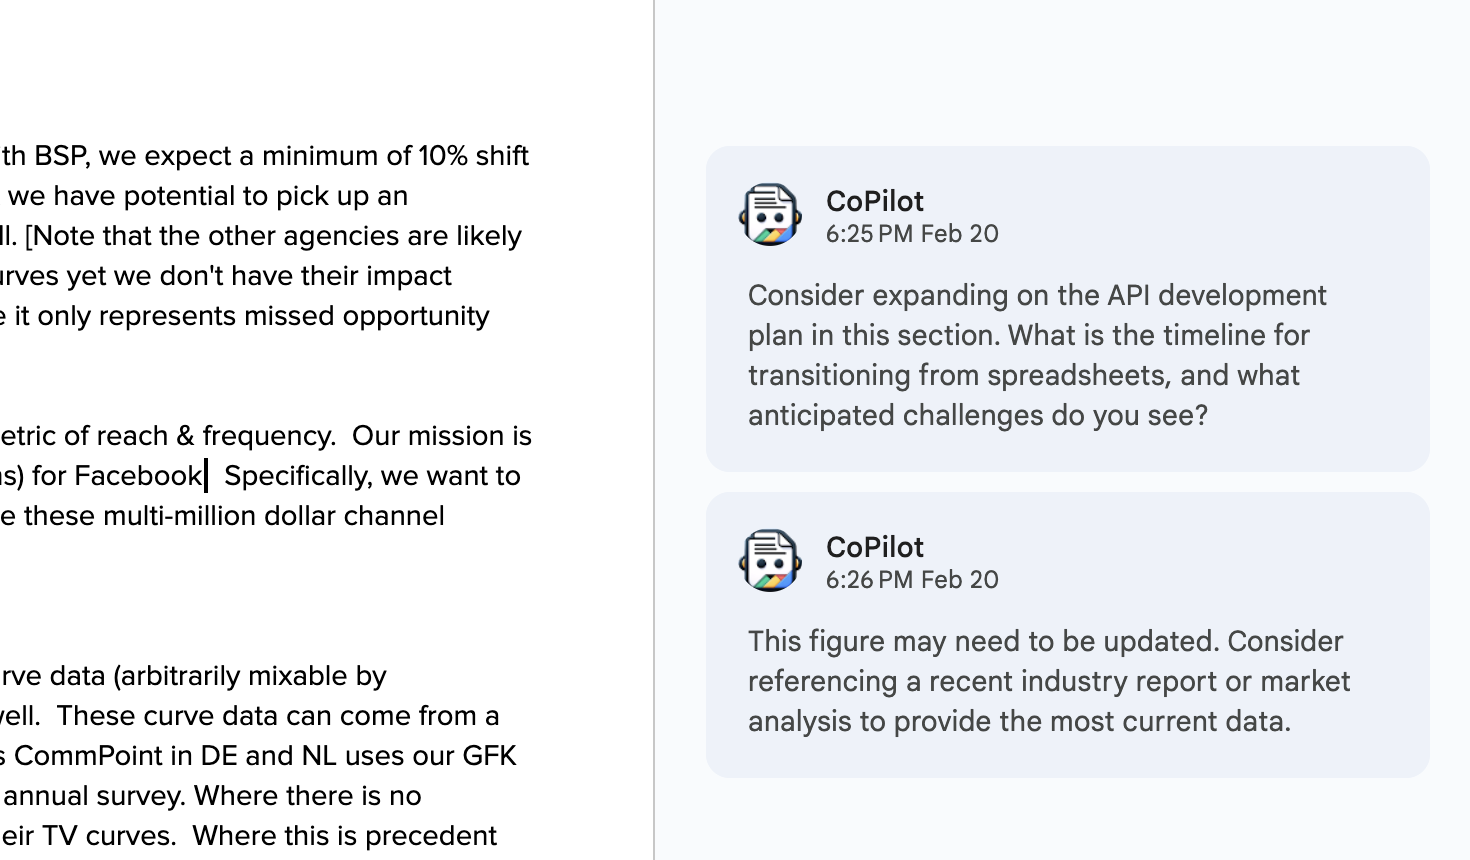 th BSP, we expect a minimum of 10% shift
we have potential to pick up an
ll. [Note that the other agencies are likely
urves yet we don't have their impact
e it only represents missed opportunity
etric of reach & frequency.  Our mission is
ns) for Facebook  Specifically, we want to
e these multi-million dollar channel
rve data (arbitrarily mixable by
vell.  These curve data can come from a
s CommPoint in DE and NL uses our GFK
annual survey. Where there is no
eir TV curves.  Where this is precedent
CoPilot
6:25 PM Feb 20
Consider expanding on the API development
plan in this section. What is the timeline for
transitioning from spreadsheets, and what
anticipated challenges do you see?
CoPilot
6:26 PM Feb 20
This figure may need to be updated. Consider
referencing a recent industry report or market
analysis to provide the most current data.